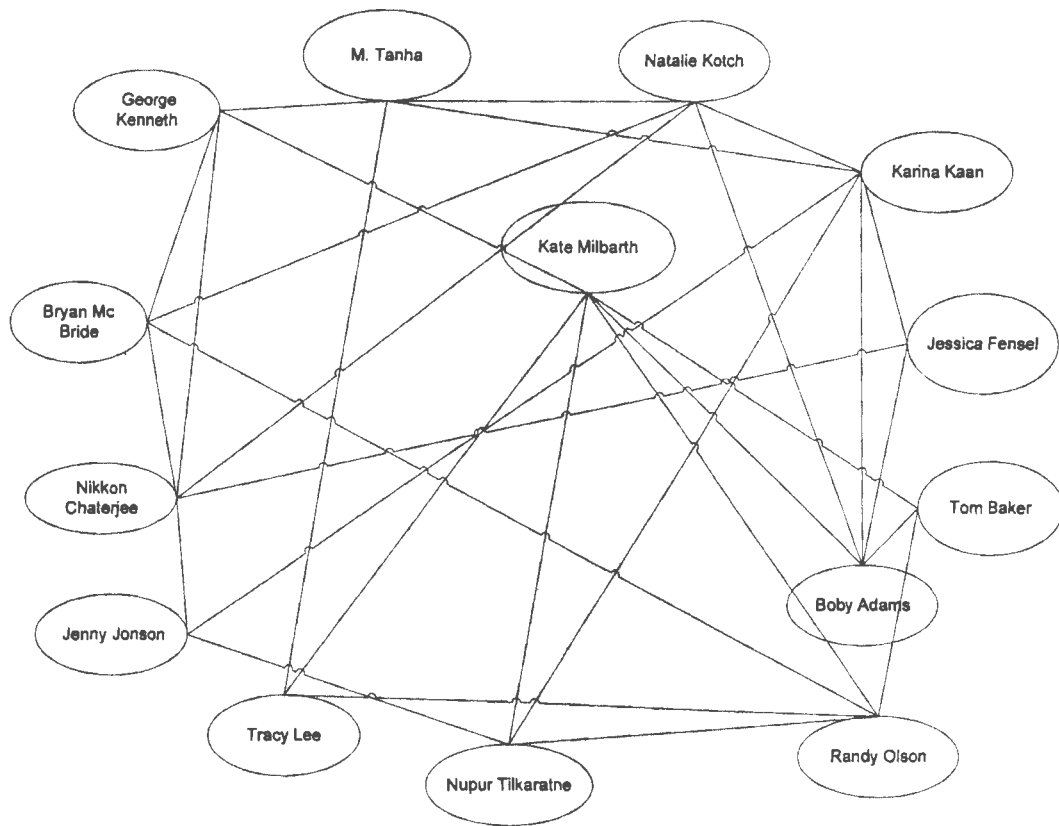 M. Tanha
Natalie Kotch
George
Kenneth
Karina Kaan
Kate Milbarth
Bryan Mc
Bride
Jessica Fensel
Nikkon
Chaterjee
Tom Baker
Boby Adams
Jenny Jonson
Tracy Lee
Randy Olson
Nupur Tilkaratne